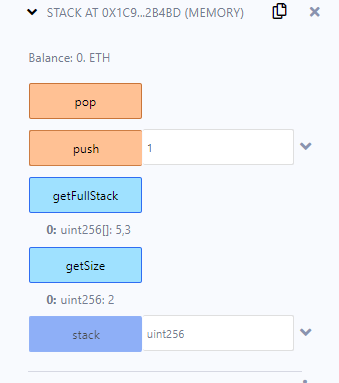 STACK AT 0X1C9...2B4BD (MEMORY)
Balance: 0. ETH
pop
push 1
getFullStack
0: uint256[]: 5,3
getSize
0: uint256: 2
stack uint256